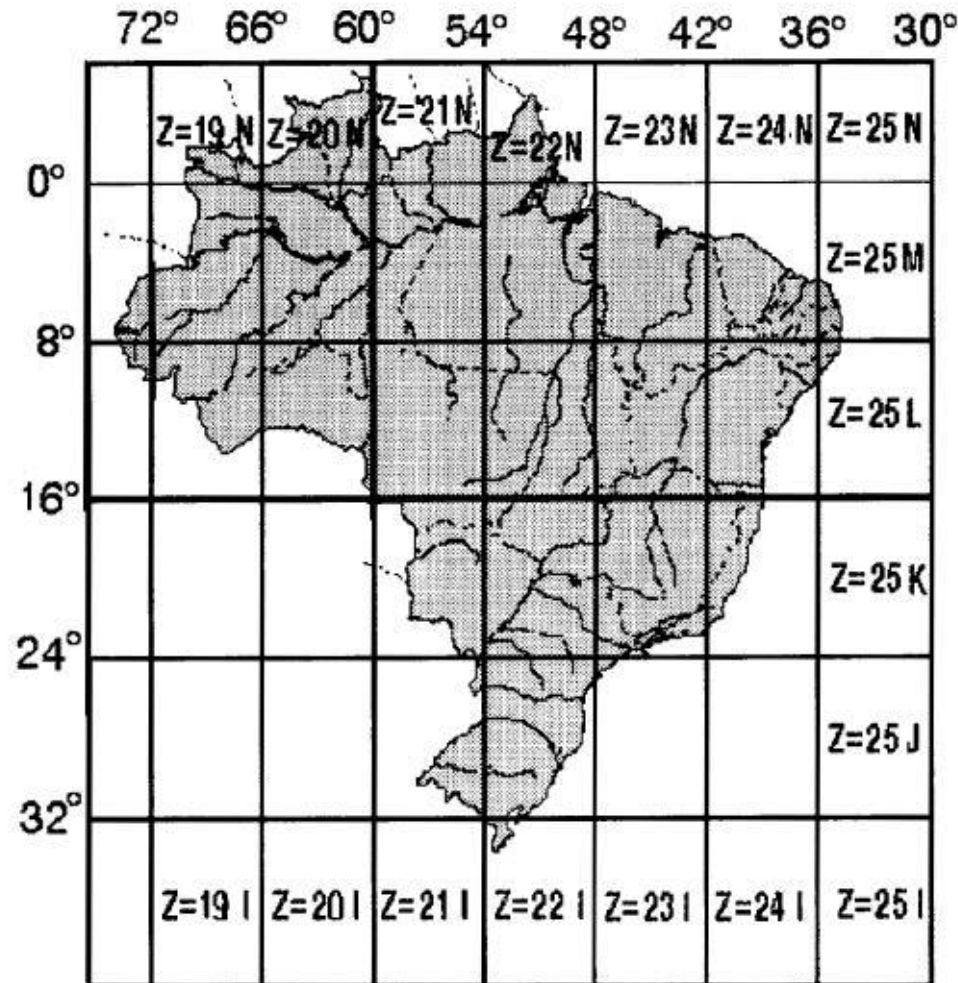 72° 66° 60° 54° 48° 42° 36° 30°
Z=19 N Z=20 N Z=21 N Z=22N Z=23N Z=24 N Z=25 N
0°
Z=25 M
8°
Z=25 L
16°
Z=25 K
24°
Z=25 J
32°
Z=19 I Z=20 I Z=21 I Z=22 I Z=23 I Z=24 I Z=25 I